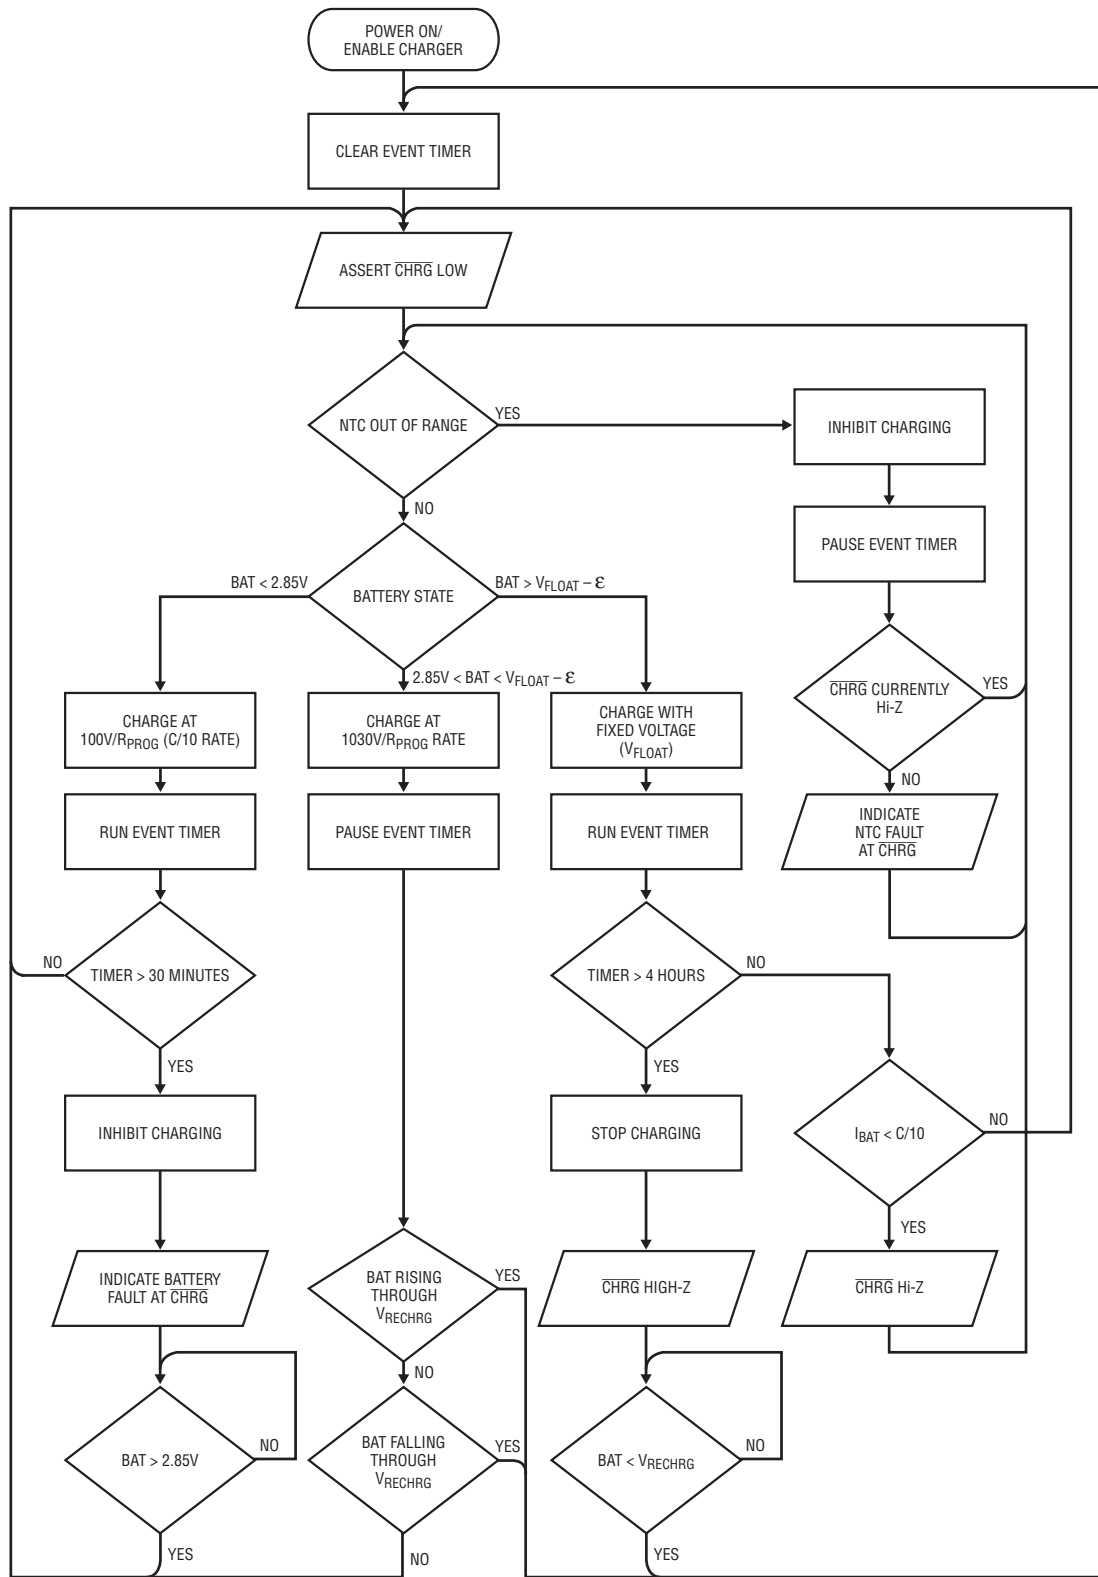 POWER ON/
ENABLE CHARGER
CLEAR EVENT TIMER
ASSERT CHRG LOW
NTC OUT OF RANGE
YES
NO
INHIBIT CHARGING
PAUSE EVENT TIMER
CHRG CURRENTLY
Hi-Z
YES
NO
INDICATE
NTC FAULT
AT CHRG
BATTERY STATE
BAT < 2.85V
BAT > VFLOAT – ε
2.85V < BAT < VFLOAT – ε
CHARGE AT
100V/RPROG (C/10 RATE)
CHARGE AT
1030V/RPROG RATE
CHARGE WITH
FIXED VOLTAGE
(VFLOAT)
RUN EVENT TIMER
PAUSE EVENT TIMER
RUN EVENT TIMER
TIMER > 30 MINUTES
NO
YES
TIMER > 4 HOURS
NO
YES
INHIBIT CHARGING
STOP CHARGING
IBAT < C/10
NO
YES
INDICATE BATTERY
FAULT AT CHRG
BAT RISING
THROUGH
VRECHRG
YES
NO
CHRG HIGH-Z
CHRG Hi-Z
BAT > 2.85V
NO
YES
BAT FALLING
THROUGH
VRECHRG
YES
NO
BAT < VRECHRG
NO
YES